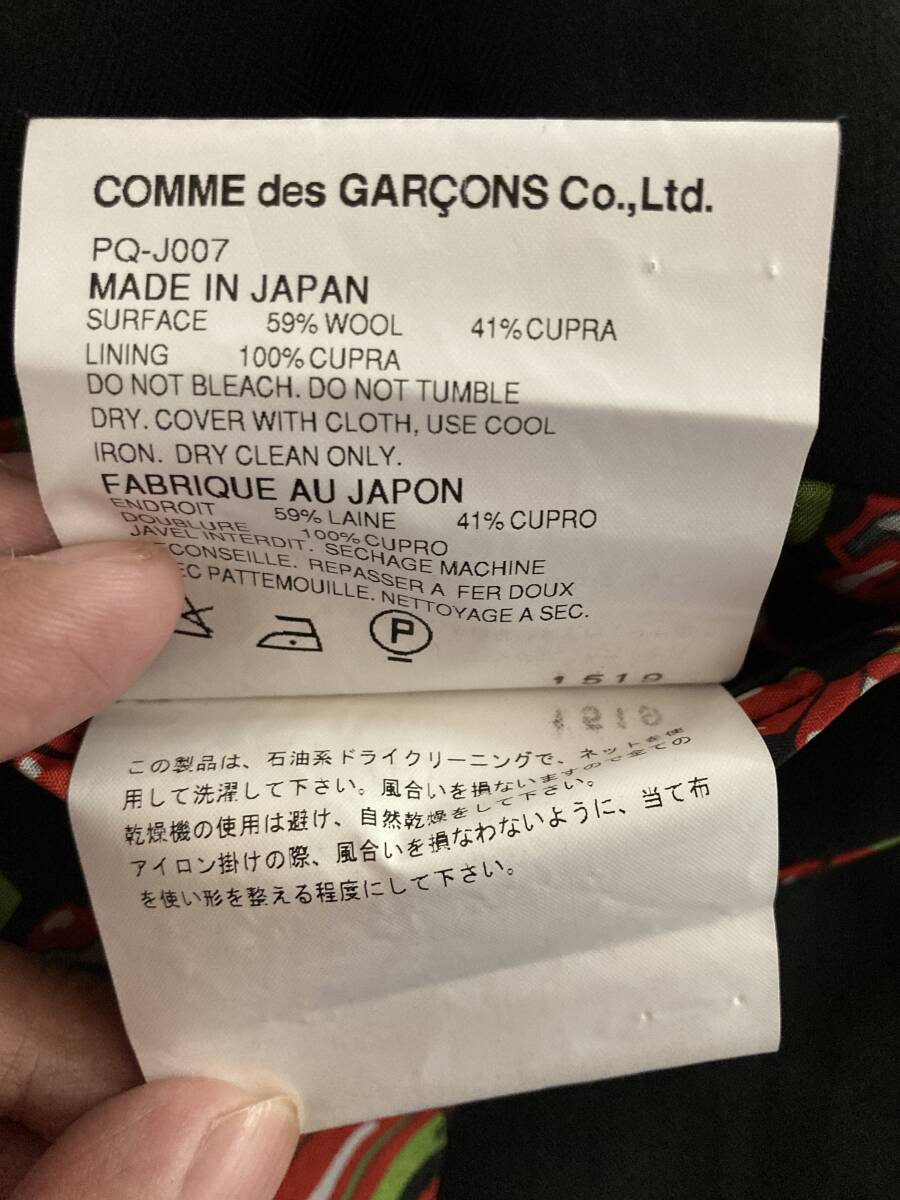 COMME des GARÇONS Co.,Ltd.
PQ-J007
MADE IN JAPAN
SURFACE 59% WOOL 41% CUPRA
LINING 100% CUPRA
DO NOT BLEACH. DO NOT TUMBLE
DRY. COVER WITH CLOTH, USE COOL
IRON. DRY CLEAN ONLY.
FABRIQUE AU JAPON
ENDROIT 59% LAINE 41% CUPRO
DOUBLURE 100% CUPRO
JAVEL INTERDIT. SECHAGE MACHINE
CONSEILLE. REPASSER A FER DOUX
EC PATTEMOUILLE. NETTOYAGE A SEC.
P
この製品は、石油系ドライクリーニングで、ネットを使
用して洗濯して下さい。風合いを損ないますので全ての
乾燥機の使用は避け、自然乾燥をして下さい。
アイロン掛けの際、風合いを損なわないように、当て布
を使い形を整える程度にして下さい。